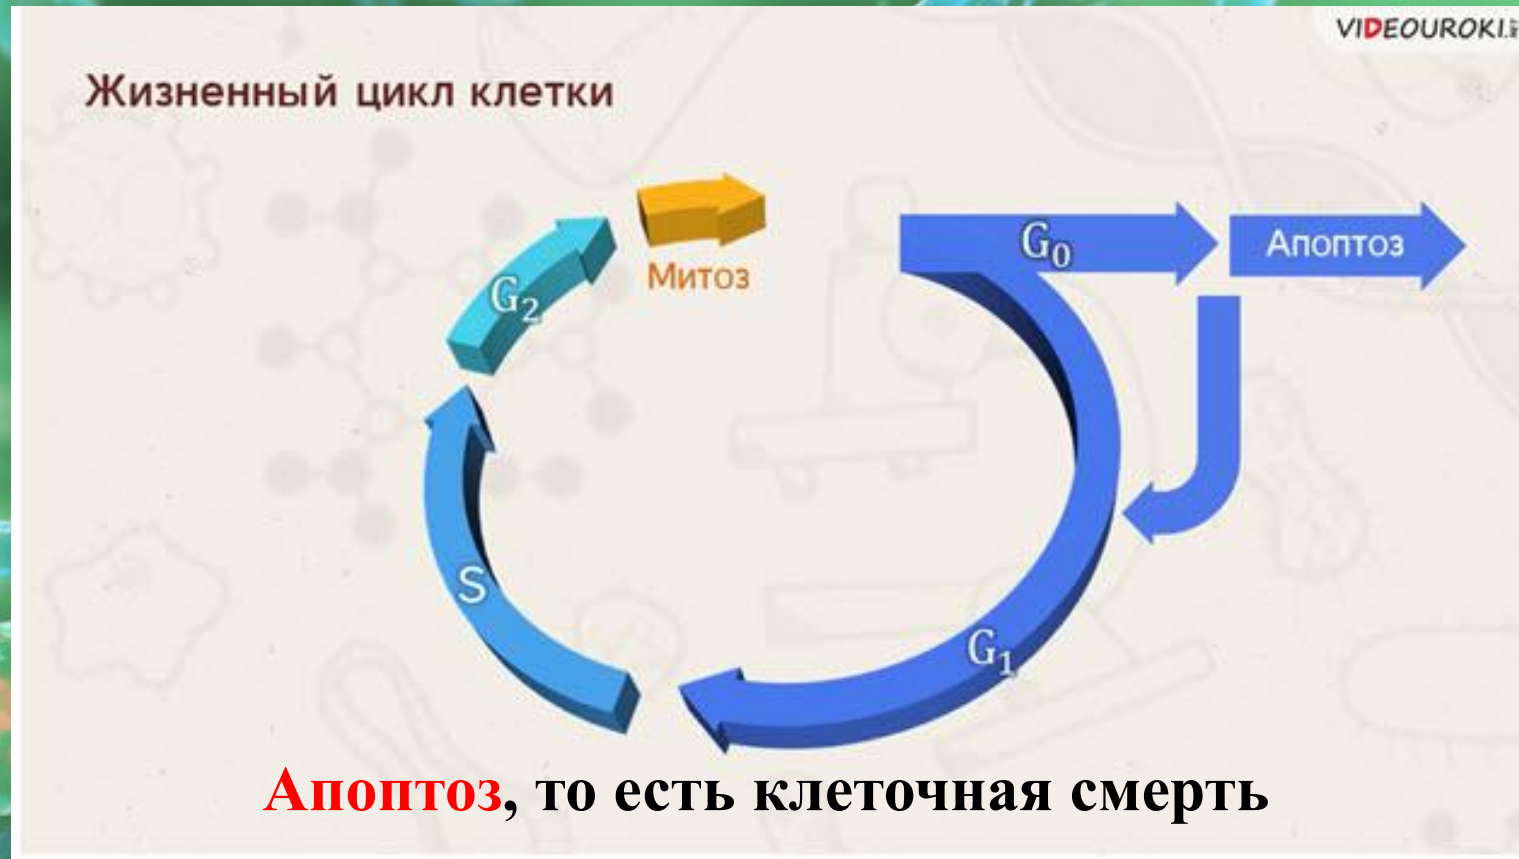 VIDEOUROKI
Жизненный цикл клетки
G₀
Апоптоз
G₂
Митоз
S
G₁
Апоптоз, то есть клеточная смерть